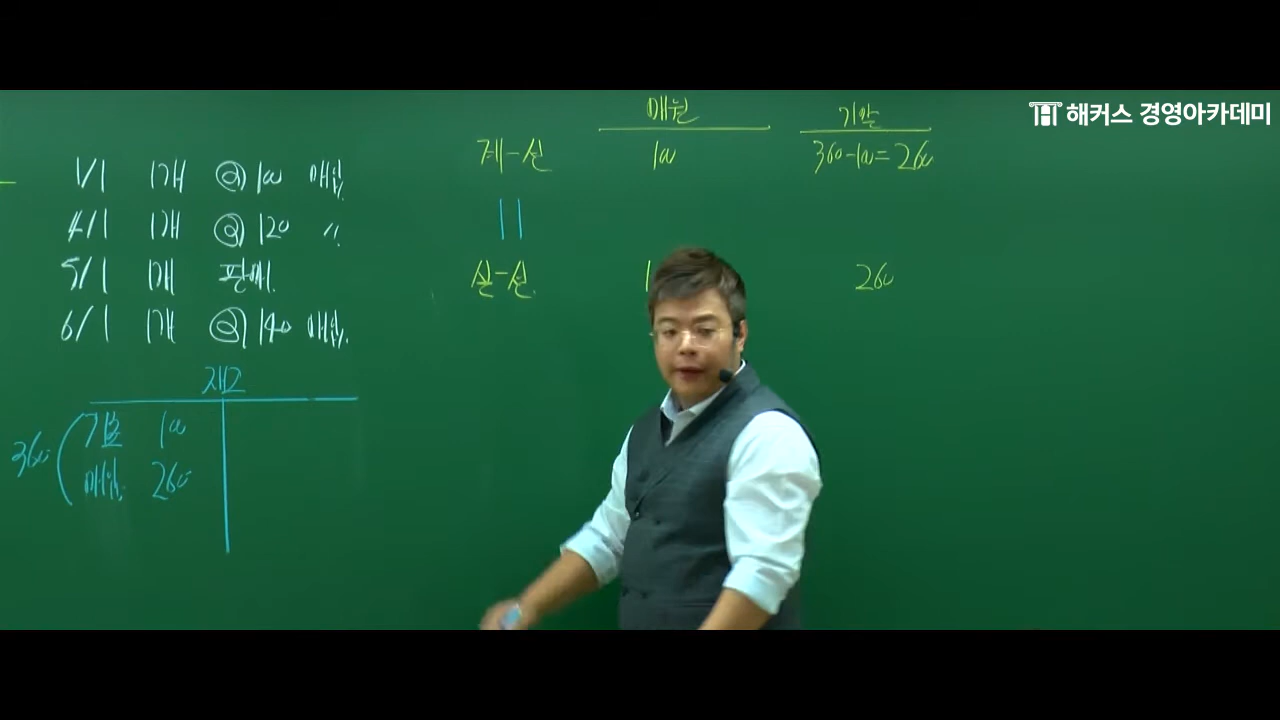 해커스 경영아카데미
매원 기말
계-선 100 360-100=260
||
실-선 260
1/1 1개 @100 매입.
4/1 1개 @120 〃
5/1 1개 판매.
6/1 1개 @140 매입.
재고
360 ( 기초 100
매입. 260